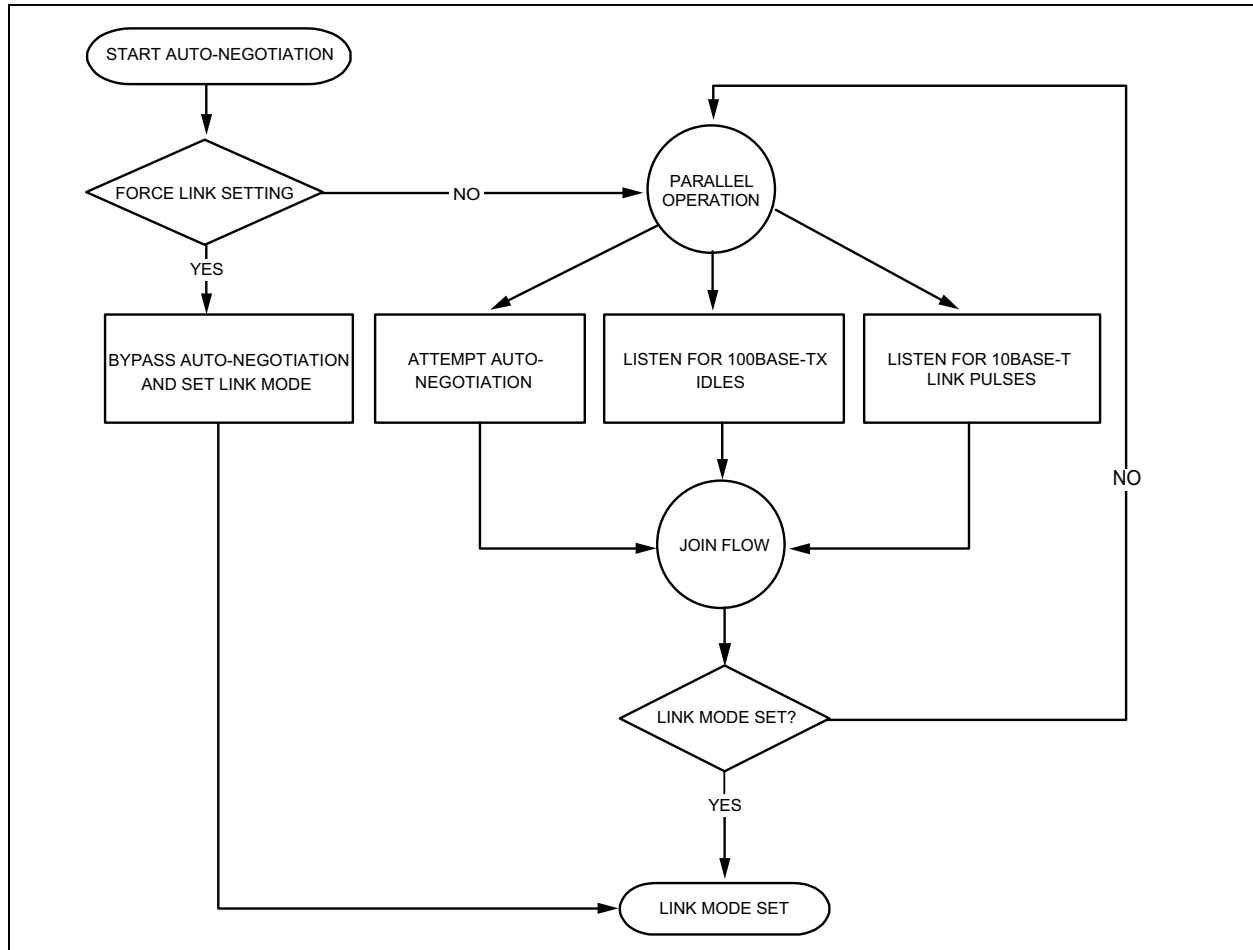 START AUTO-NEGOTIATION
FORCE LINK SETTING
NO
PARALLEL
OPERATION
YES
BYPASS AUTO-NEGOTIATION
AND SET LINK MODE
ATTEMPT AUTO-
NEGOTIATION
LISTEN FOR 100BASE-TX
IDLES
LISTEN FOR 10BASE-T
LINK PULSES
NO
JOIN FLOW
LINK MODE SET?
YES
LINK MODE SET